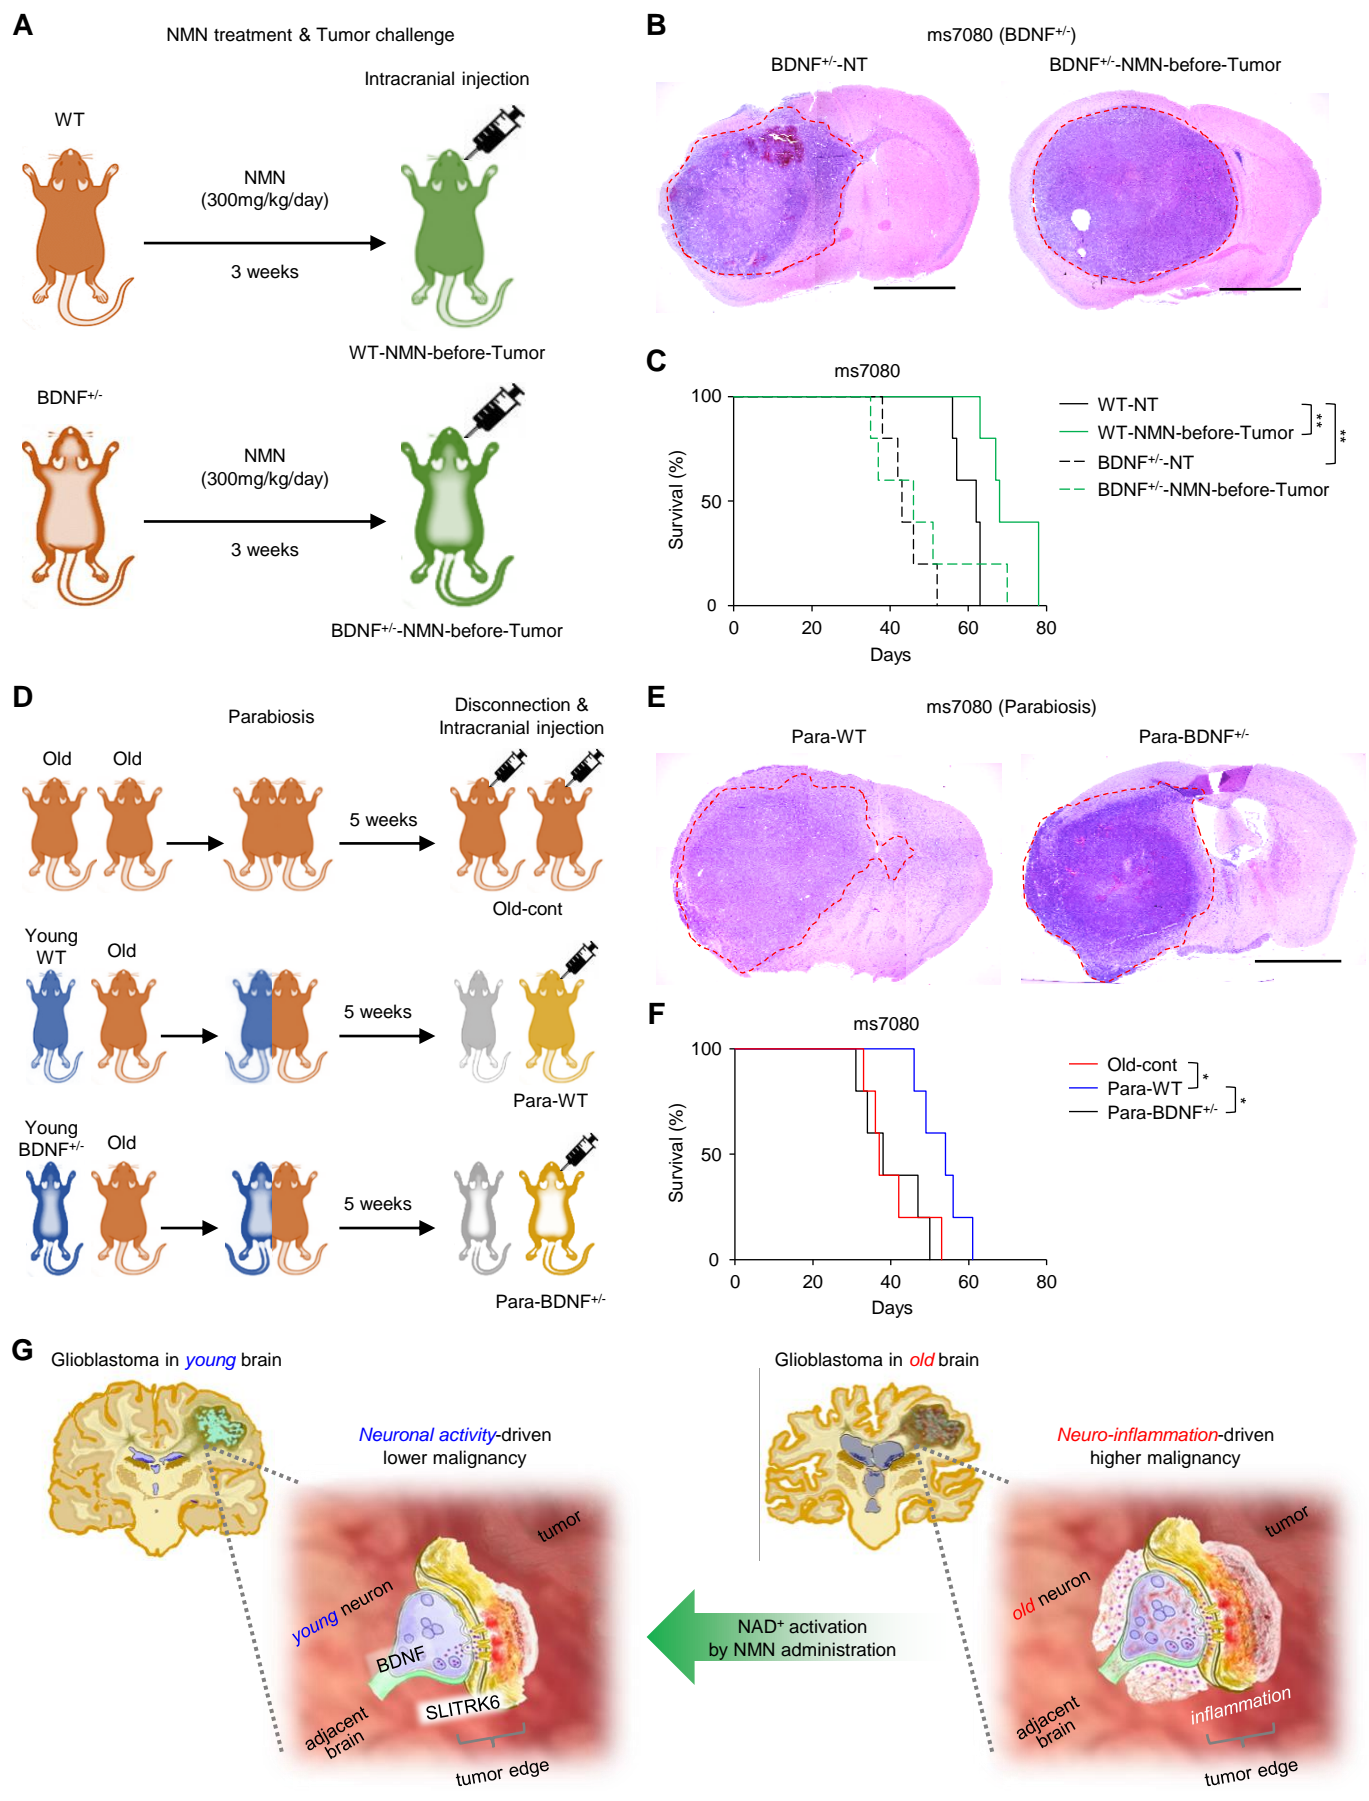 A
NMN treatment & Tumor challenge
Intracranial injection
WT
NMN
(300mg/kg/day)
3 weeks
WT-NMN-before-Tumor
BDNF+/-
NMN
(300mg/kg/day)
3 weeks
BDNF+/--NMN-before-Tumor
B
ms7080 (BDNF+/-)
BDNF+/--NT
BDNF+/--NMN-before-Tumor
C
ms7080
100
50
0
Survival (%)
0 20 40 60 80
Days
WT-NT
WT-NMN-before-Tumor
BDNF+/--NT
BDNF+/--NMN-before-Tumor
**
**
D
Parabiosis
Disconnection &
Intracranial injection
Old
Old
5 weeks
Old-cont
Young
WT
Old
5 weeks
Para-WT
Young
BDNF+/-
Old
5 weeks
Para-BDNF+/-
E
ms7080 (Parabiosis)
Para-WT
Para-BDNF+/-
F
ms7080
100
50
0
Survival (%)
0 20 40 60 80
Days
Old-cont
Para-WT
Para-BDNF+/-
*
*
G
Glioblastoma in young brain
Neuronal activity-driven
lower malignancy
tumor
young neuron
BDNF
SLITRK6
adjacent
brain
tumor edge
NAD+ activation
by NMN administration
Glioblastoma in old brain
Neuro-inflammation-driven
higher malignancy
tumor
old neuron
inflammation
adjacent
brain
tumor edge